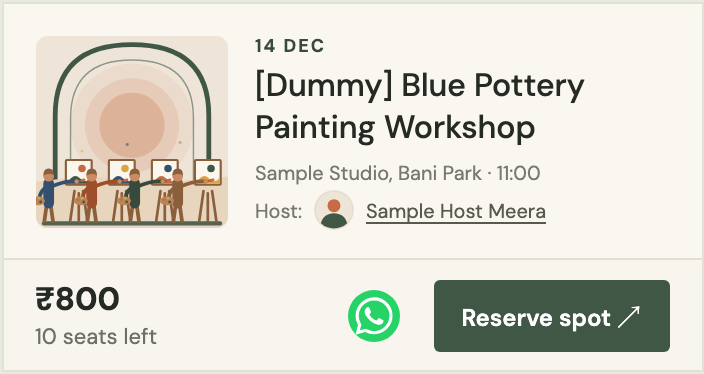 14 DEC
[Dummy] Blue Pottery
Painting Workshop
Sample Studio, Bani Park · 11:00
Host: Sample Host Meera
₹800
10 seats left
Reserve spot ↗